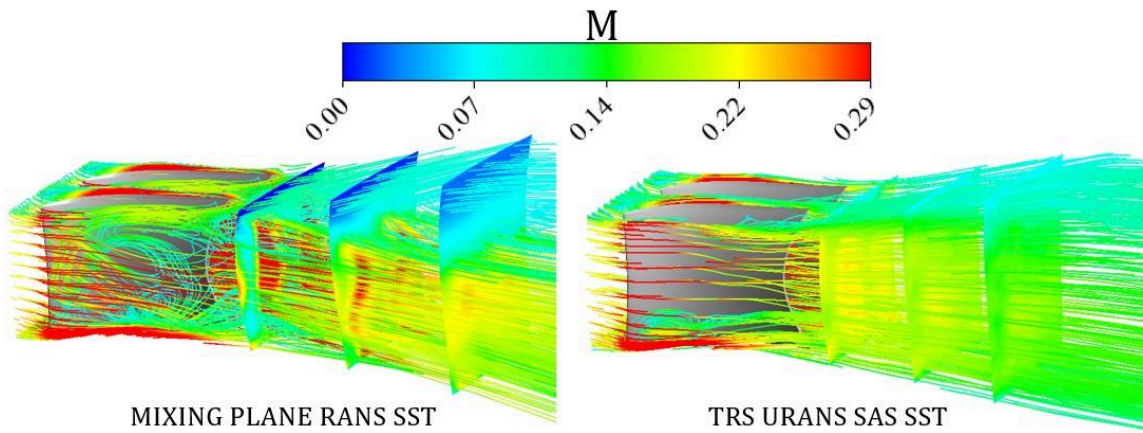 M
0.00
0.07
0.14
0.22
0.29
MIXING PLANE RANS SST
TRS URANS SAS SST